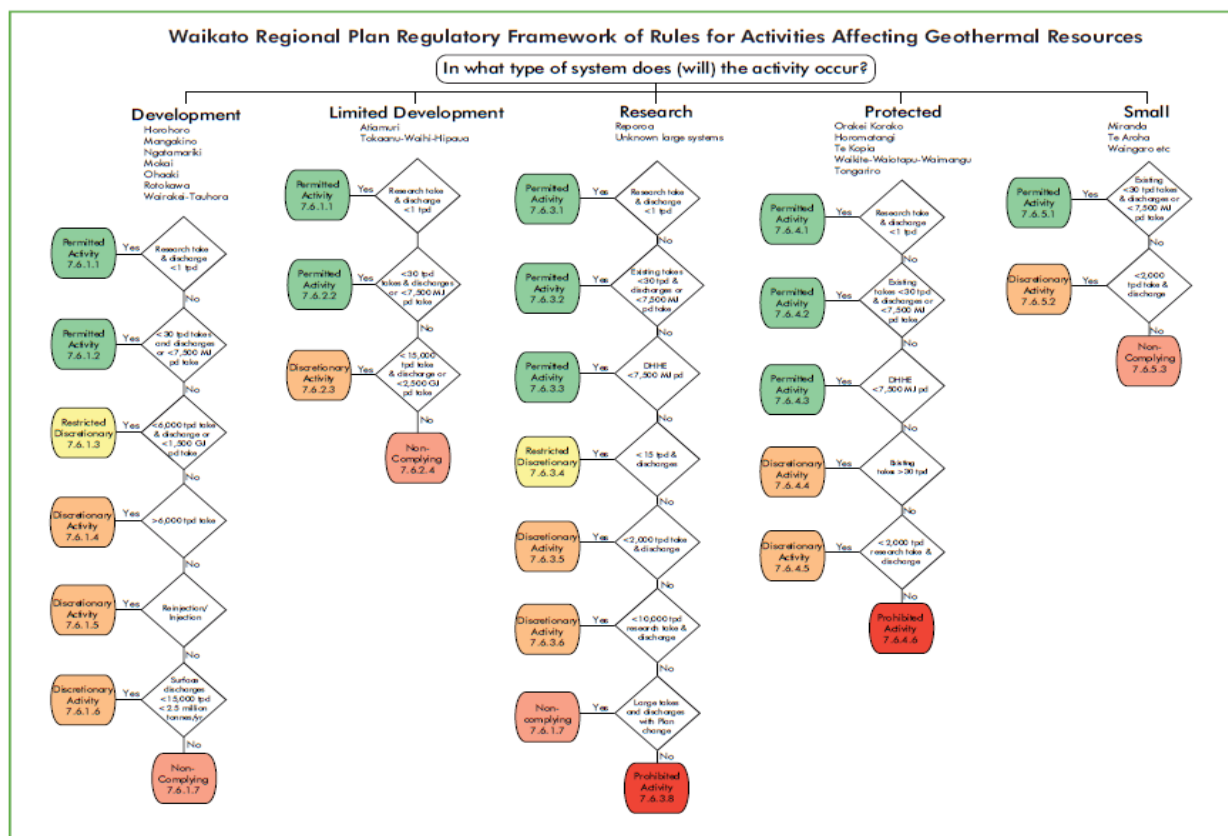 Waikato Regional Plan Regulatory Framework of Rules for Activities Affecting Geothermal Resources
In what type of system does (will) the activity occur?
Development
Horohoro
Mangakino
Ngatamariki
Mokai
Ohaaki
Rotokawa
Wairakei-Tauhara
Permitted
Activity
7.6.1.1
Yes
Research take
& discharge
<1 tpd
No
Permitted
Activity
7.6.1.2
Yes
<30 tpd takes
and discharges
or <7,500 MJ
pd take
No
Restricted
Discretionary
7.6.1.3
Yes
<6,000 tpd take
& discharge or
<1,500 GJ
pd take
No
Discretionary
Activity
7.6.1.4
Yes
>6,000 tpd take
No
Discretionary
Activity
7.6.1.5
Yes
Reinjection/
Injection
No
Discretionary
Activity
7.6.1.6
Yes
Surface
discharges
<15,000 tpd
< 2.5 million
tonnes/yr
No
Non-
Complying
7.6.1.7
Limited Development
Atiamuri
Tokaanu-Waihi-Hipaua
Permitted
Activity
7.6.1.1
Yes
Research take
& discharge
<1 tpd
No
Permitted
Activity
7.6.2.2
Yes
<30 tpd
takes & discharges
or <7,500 MJ
pd take
No
Discretionary
Activity
7.6.2.3
Yes
<15,000
tpd take
& discharge or
<2,500 GJ
pd take
No
Non-
Complying
7.6.2.4
Research
Reporoa
Unknown large systems
Permitted
Activity
7.6.3.1
Yes
Research take
& discharge
<1 tpd
No
Permitted
Activity
7.6.3.2
Yes
Existing takes
<30 tpd &
discharges or
<7,500 MJ
pd take
No
Permitted
Activity
7.6.3.3
Yes
DHHE
<7,500 MJ pd
No
Restricted
Discretionary
7.6.3.4
Yes
<15 tpd &
discharges
No
Discretionary
Activity
7.6.3.5
Yes
<2,000 tpd take
& discharge
No
Discretionary
Activity
7.6.3.6
Yes
<10,000 tpd
research take &
discharge
No
Non-
complying
7.6.1.7
Yes
Large takes
and discharges
with Plan
change
No
Prohibited
Activity
7.6.3.8
Protected
Orakei Korako
Horomatangi
Te Kopia
Waikite-Waiotapu-Waimangu
Tongariro
Permitted
Activity
7.6.4.1
Yes
Research take
& discharge
<1 tpd
No
Permitted
Activity
7.6.4.2
Yes
Existing
takes <30 tpd
& discharges or
<7,500 MJ
pd take
No
Permitted
Activity
7.6.4.3
Yes
DHHE
<7,500 MJ pd
No
Discretionary
Activity
7.6.4.4
Yes
Existing
takes >30 tpd
No
Discretionary
Activity
7.6.4.5
Yes
<2,000 tpd
research take &
discharge
No
Prohibited
Activity
7.6.4.6
Small
Miranda
Te Aroha
Waingaro etc
Permitted
Activity
7.6.5.1
Yes
Existing
<30 tpd takes
& discharges or
<7,500 MJ
pd take
No
Discretionary
Activity
7.6.5.2
Yes
<2,000
tpd take &
discharge
No
Non-
Complying
7.6.5.3